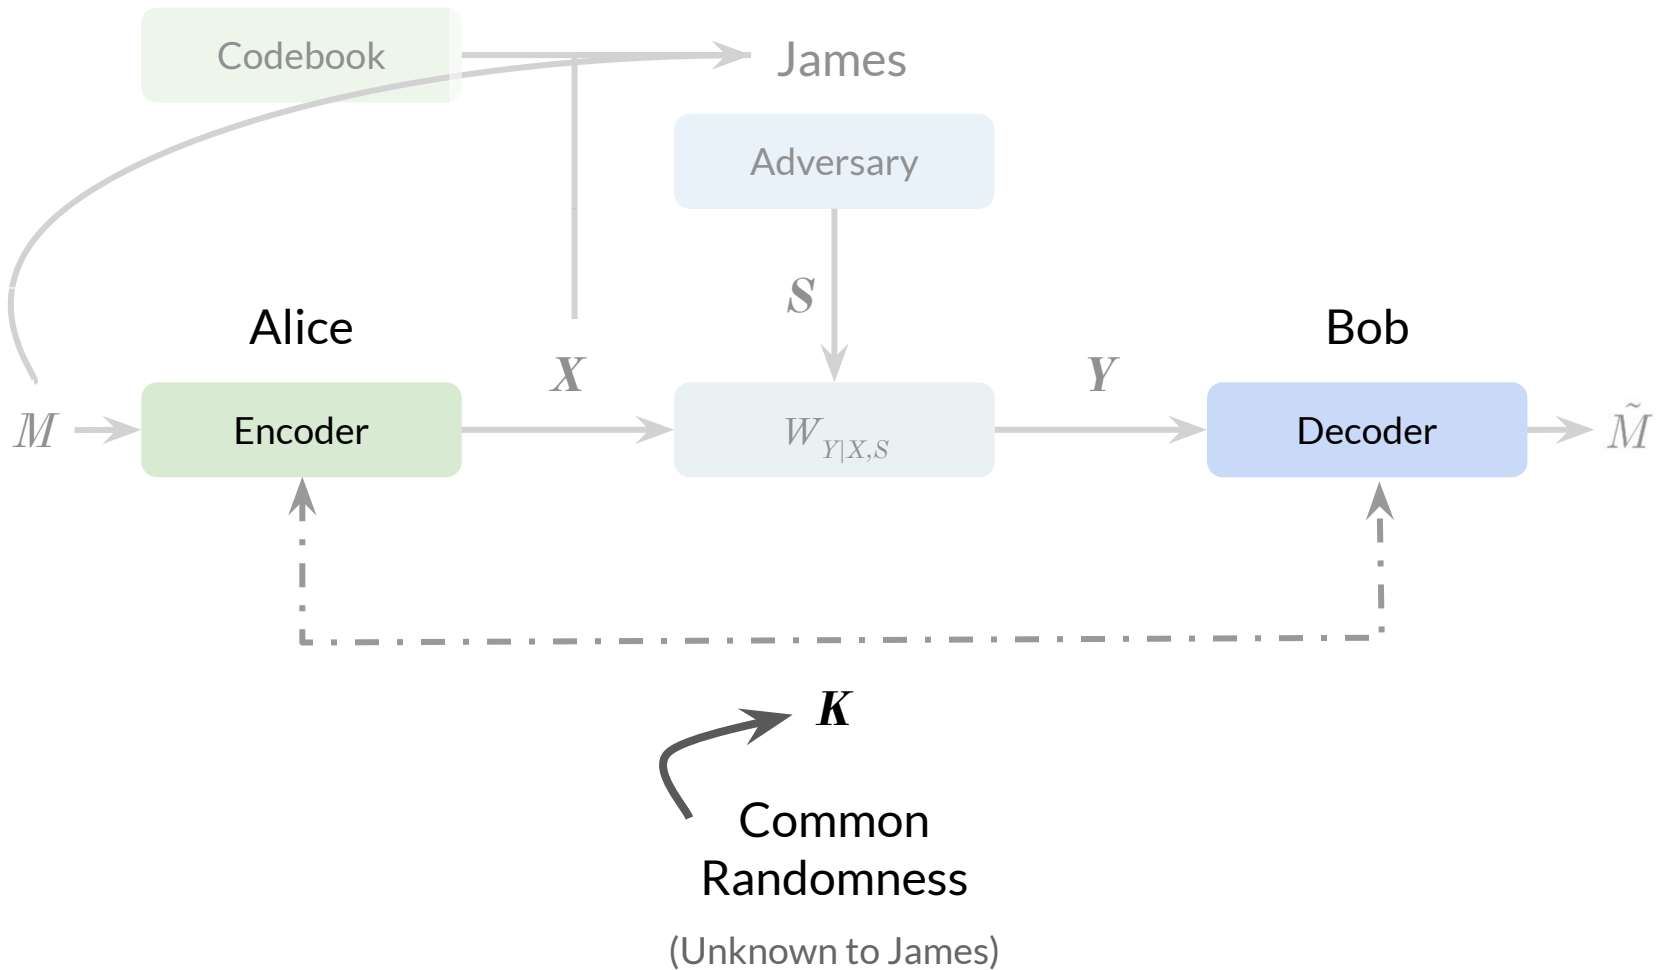 Codebook
James
Adversary
S
Alice
Bob
X
Y
M
Encoder
W_{Y|X,S}
Decoder
M̃
K
Common
Randomness
(Unknown to James)